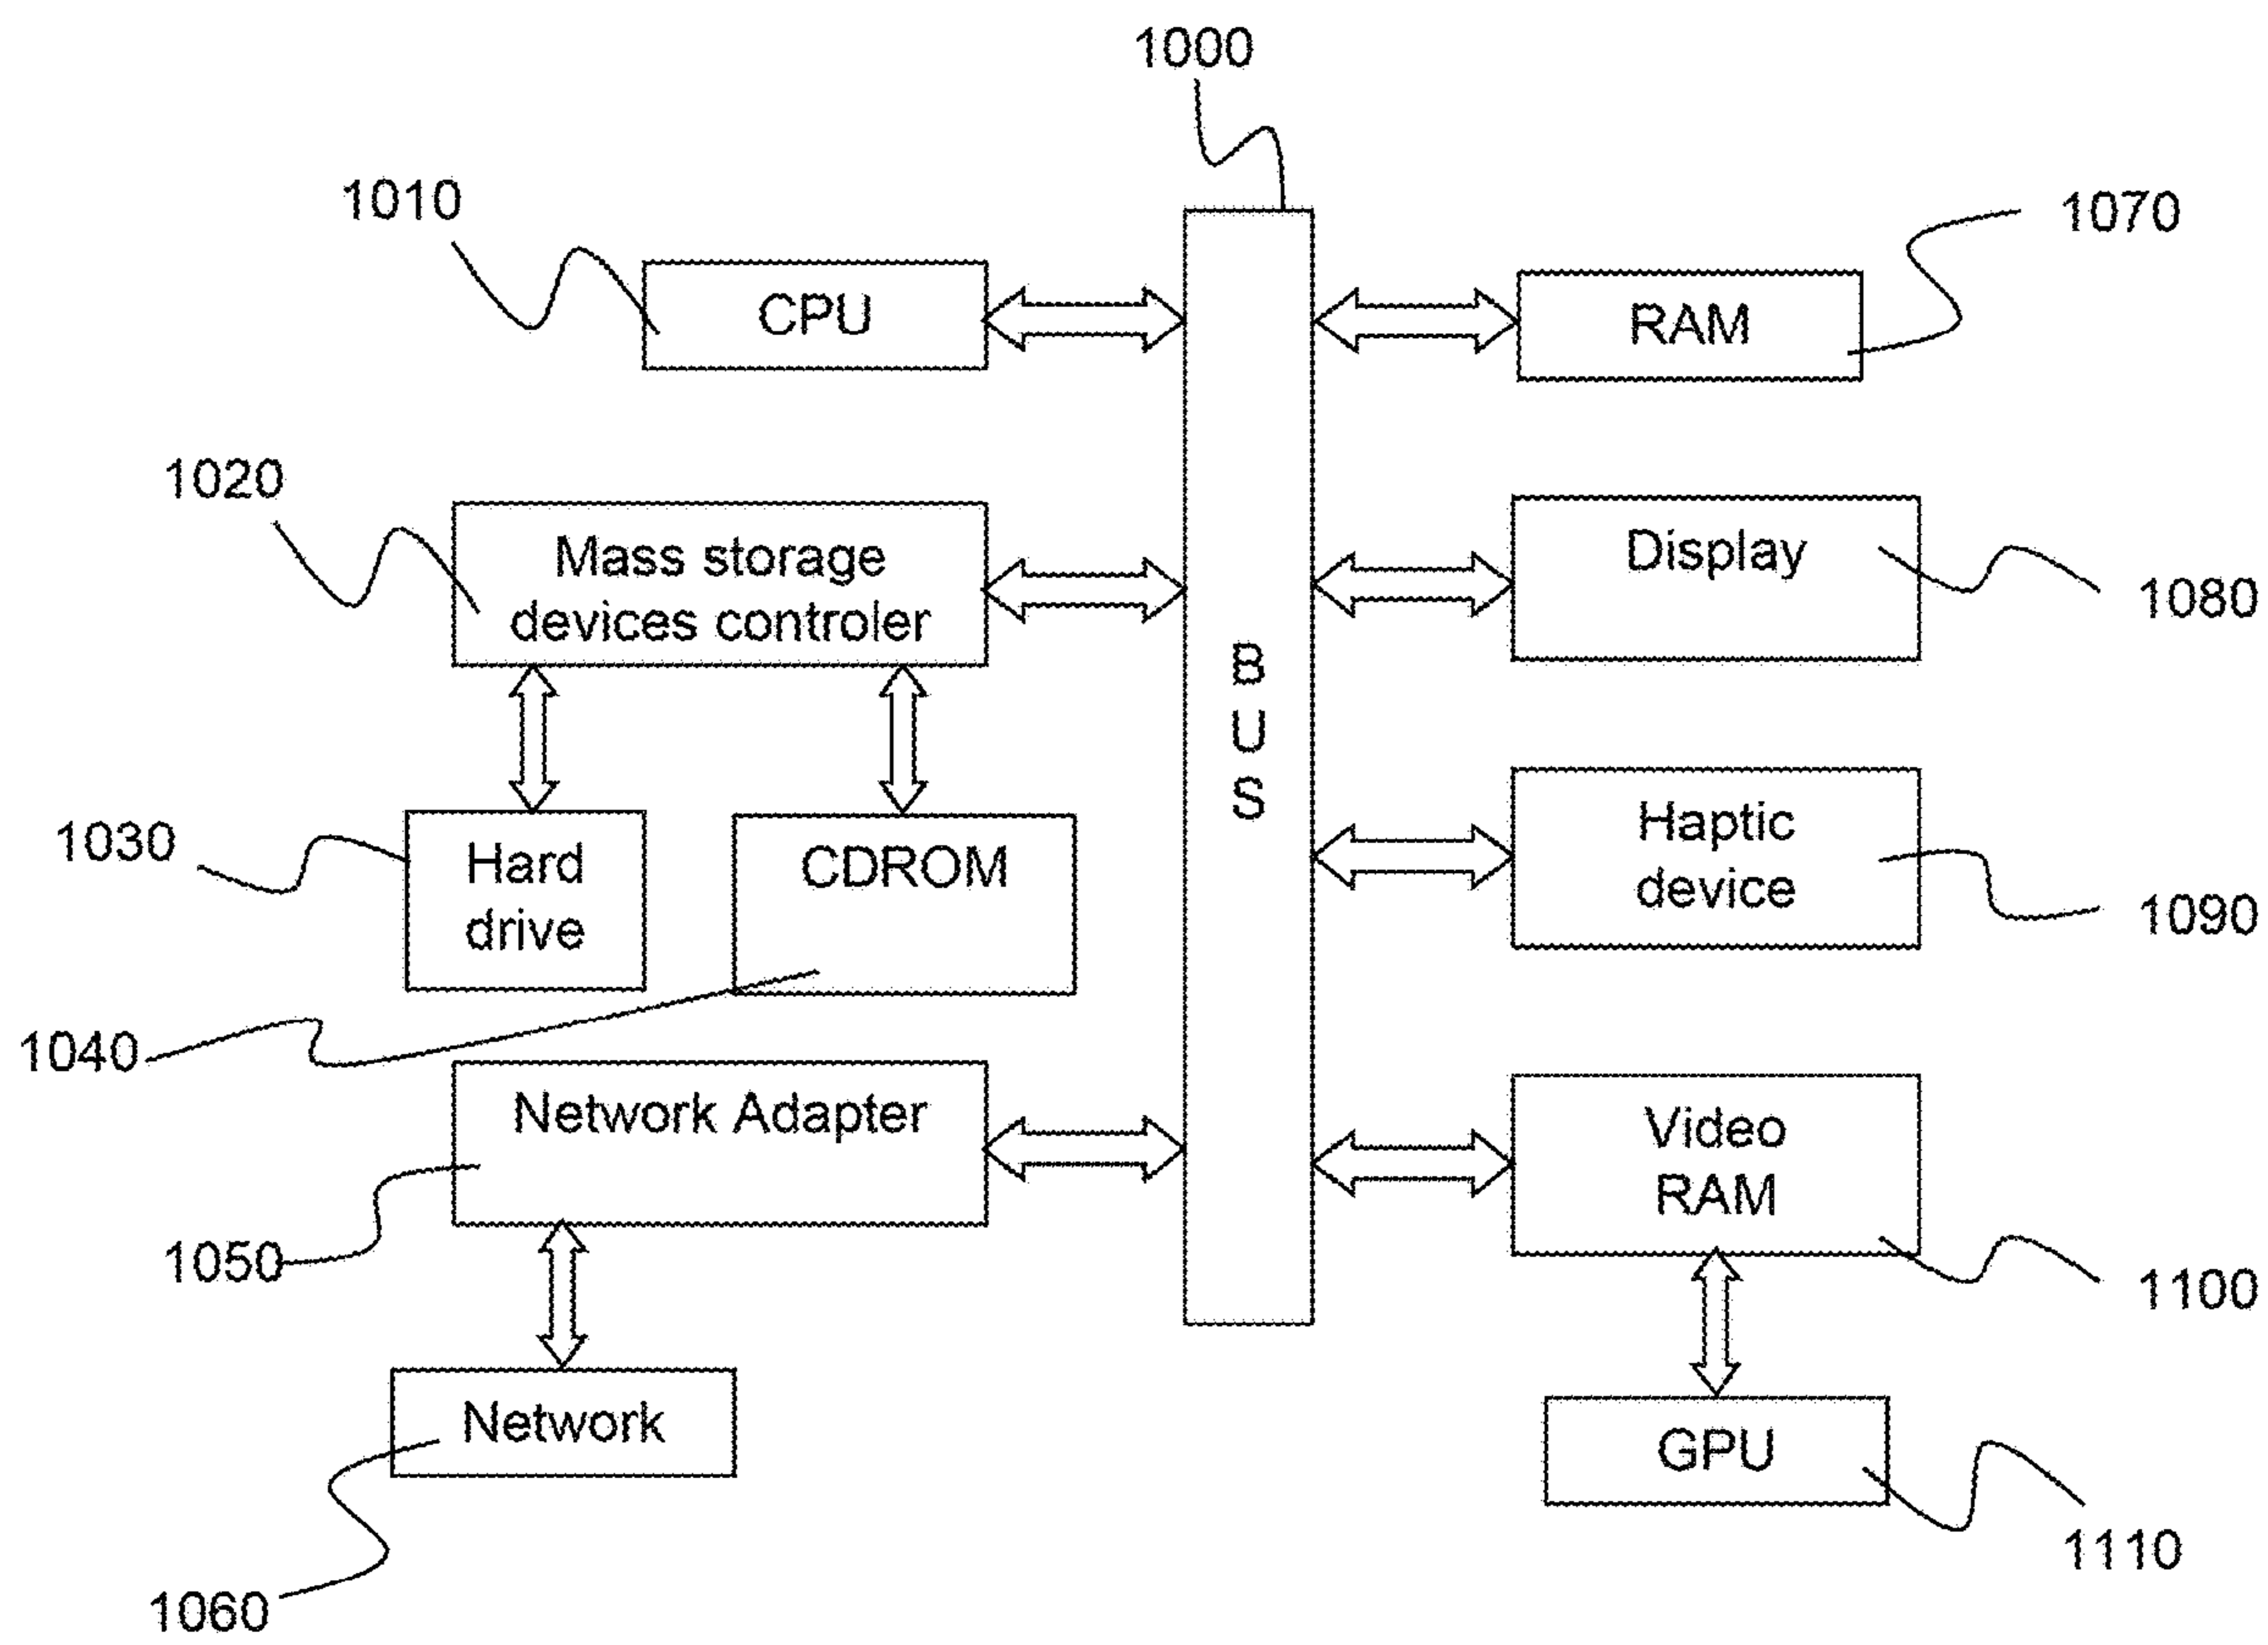 1000
1010
CPU
RAM
1070
1020
Mass storage
devices controler
Display
1080
B
U
S
1030
Hard
drive
CDROM
Haptic
device
1090
1040
Network Adapter
1050
Video
RAM
1100
Network
1060
GPU
1110